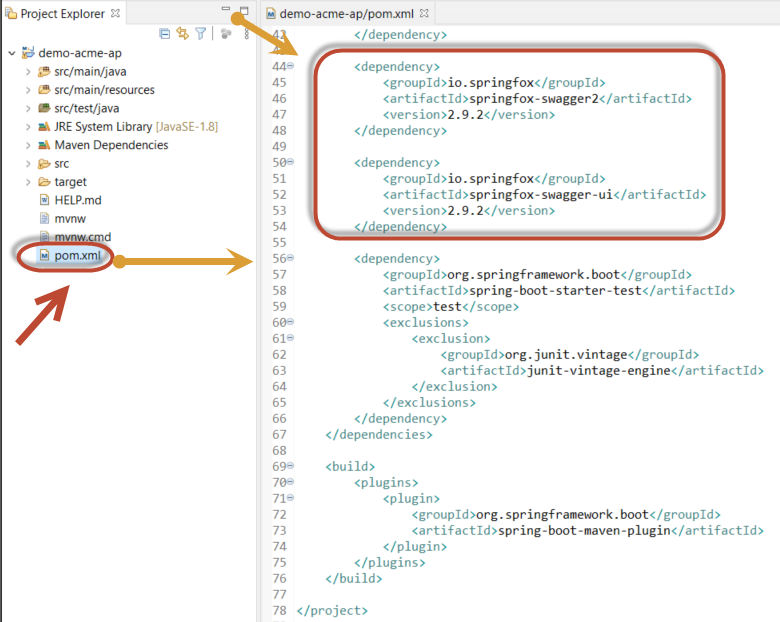 Project Explorer
demo-acme-ap
src/main/java
src/main/resources
src/test/java
JRE System Library [JavaSE-1.8]
Maven Dependencies
src
target
HELP.md
mvnw
mvnw.cmd
pom.xml
demo-acme-ap/pom.xml
42 </dependency>
43
44 <dependency>
45 <groupId>io.springfox</groupId>
46 <artifactId>springfox-swagger2</artifactId>
47 <version>2.9.2</version>
48 </dependency>
49
50 <dependency>
51 <groupId>io.springfox</groupId>
52 <artifactId>springfox-swagger-ui</artifactId>
53 <version>2.9.2</version>
54 </dependency>
55
56 <dependency>
57 <groupId>org.springframework.boot</groupId>
58 <artifactId>spring-boot-starter-test</artifactId>
59 <scope>test</scope>
60 <exclusions>
61 <exclusion>
62 <groupId>org.junit.vintage</groupId>
63 <artifactId>junit-vintage-engine</artifactId>
64 </exclusion>
65 </exclusions>
66 </dependency>
67 </dependencies>
68
69 <build>
70 <plugins>
71 <plugin>
72 <groupId>org.springframework.boot</groupId>
73 <artifactId>spring-boot-maven-plugin</artifactId>
74 </plugin>
75 </plugins>
76 </build>
77
78 </project>